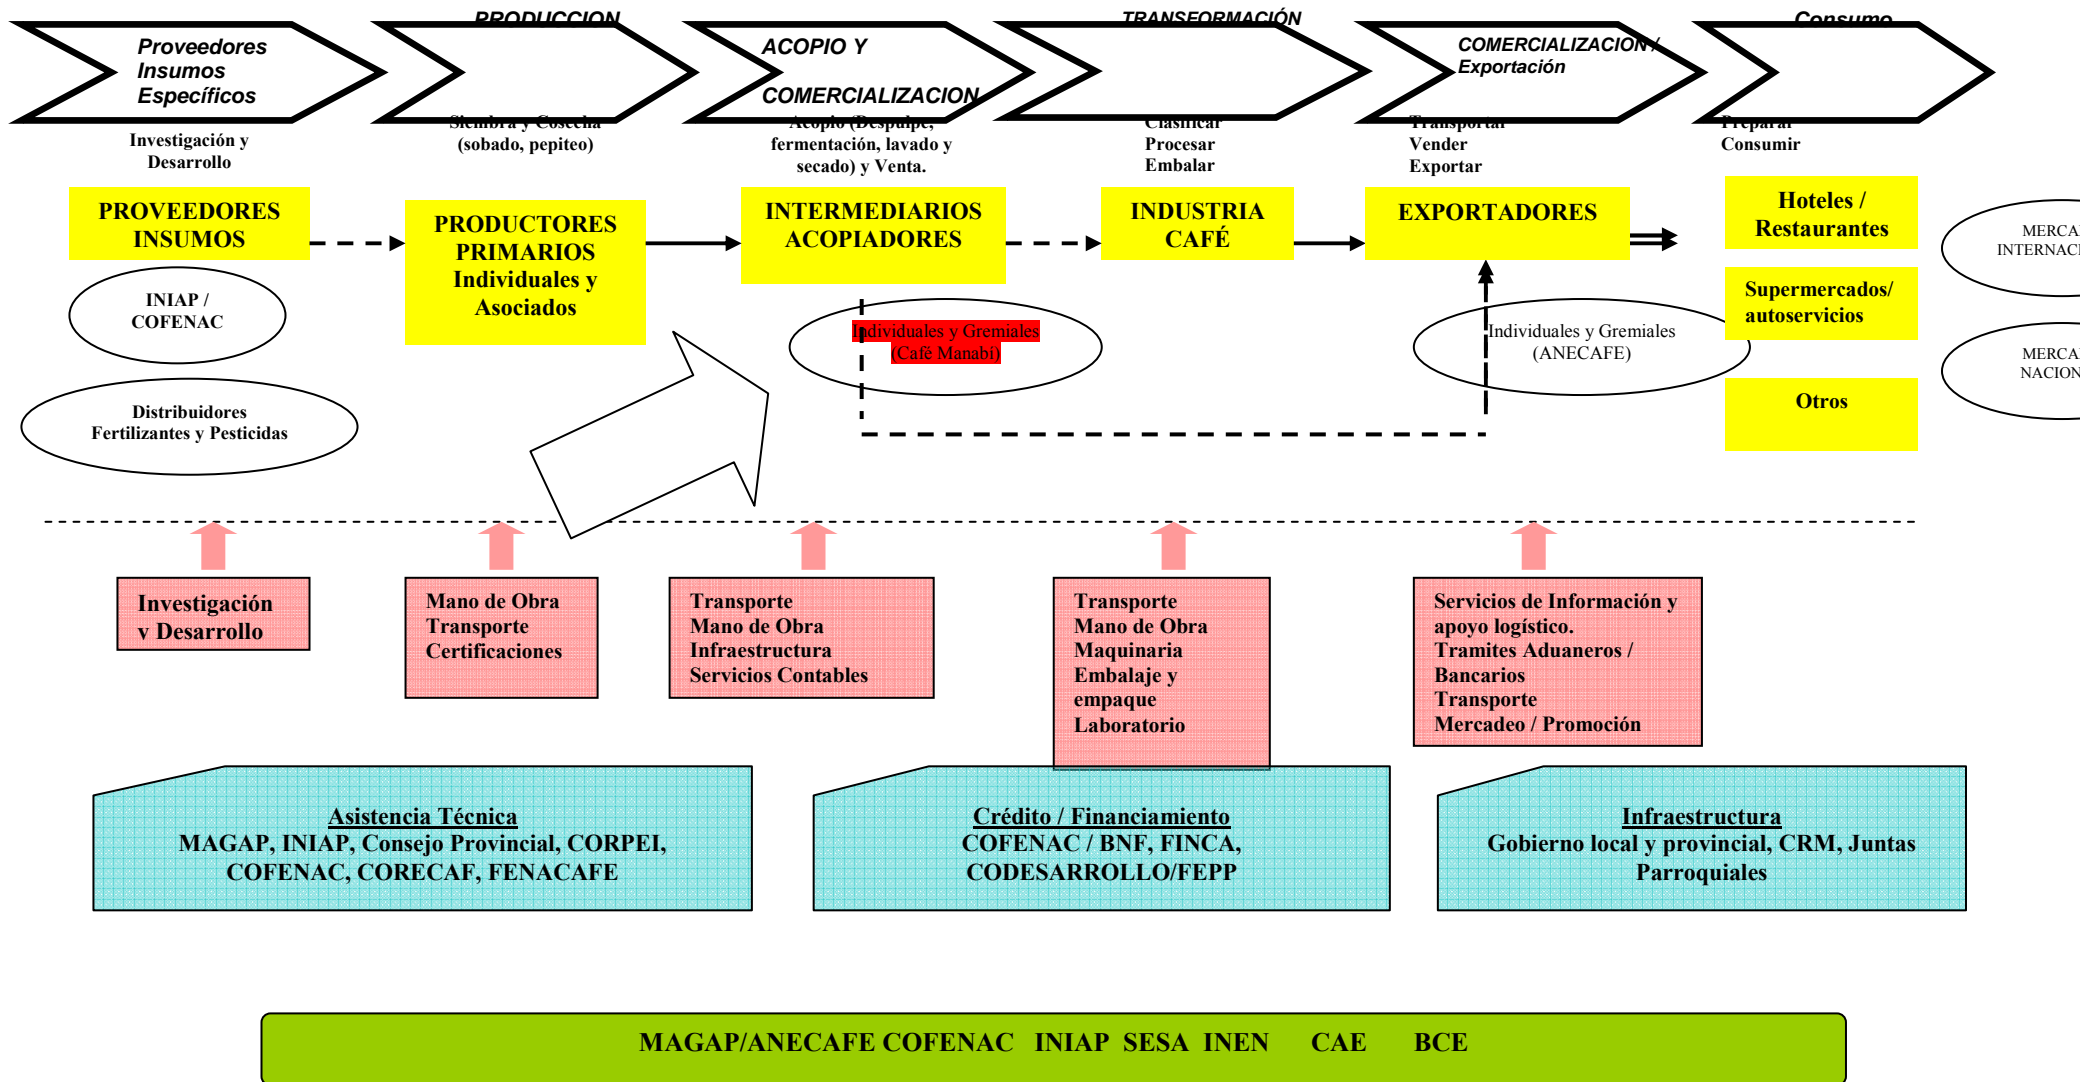 PRODUCCION
TRANSFORMACIÓN
Consumo
Proveedores
Insumos
Específicos
ACOPIO Y
COMERCIALIZACION
COMERCIALIZACION /
Exportación
Investigación y
Desarrollo
Siembra y Cosecha
(sobado, pepiteo)
Acopio (Despulpe,
fermentación, lavado y
secado) y Venta.
Clasificar
Procesar
Embalar
Transportar
Vender
Exportar
Preparar
Consumir
PROVEEDORES
INSUMOS
PRODUCTORES
PRIMARIOS
Individuales y
Asociados
INTERMEDIARIOS
ACOPIADORES
INDUSTRIA
CAFÉ
EXPORTADORES
Hoteles /
Restaurantes
Supermercados/
autoservicios
Otros
INIAP /
COFENAC
Distribuidores
Fertilizantes y Pesticidas
Individuales y Gremiales
(Café Manabí)
Individuales y Gremiales
(ANECAFE)
MERCA
INTERNAC
MERCA
NACION
Investigación
y Desarrollo
Mano de Obra
Transporte
Certificaciones
Transporte
Mano de Obra
Infraestructura
Servicios Contables
Transporte
Mano de Obra
Maquinaria
Embalaje y
empaque
Laboratorio
Servicios de Información y
apoyo logístico.
Tramites Aduaneros /
Bancarios
Transporte
Mercadeo / Promoción
Asistencia Técnica
MAGAP, INIAP, Consejo Provincial, CORPEI,
COFENAC, CORECAF, FENACAFE
Crédito / Financiamiento
COFENAC / BNF, FINCA,
CODESARROLLO/FEPP
Infraestructura
Gobierno local y provincial, CRM, Juntas
Parroquiales
MAGAP/ANECAFE COFENAC INIAP SESA INEN CAE BCE